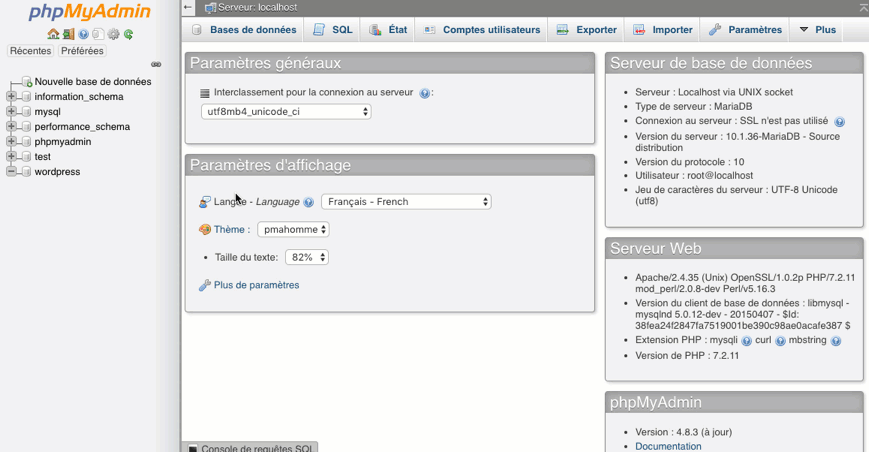 phpMyAdmin
Récentes Préférées
Nouvelle base de données
information_schema
mysql
performance_schema
phpmyadmin
test
wordpress
Serveur: localhost
Bases de données SQL État Comptes utilisateurs Exporter Importer Paramètres Plus
Paramètres généraux
Interclassement pour la connexion au serveur :
utf8mb4_unicode_ci
Paramètres d'affichage
Langue - Language Français - French
Thème : pmahomme
Taille du texte: 82%
Plus de paramètres
Console de requêtes SQL
Serveur de base de données
Serveur : Localhost via UNIX socket
Type de serveur : MariaDB
Connexion au serveur : SSL n'est pas utilisé
Version du serveur : 10.1.36-MariaDB - Source
distribution
Version du protocole : 10
Utilisateur : root@localhost
Jeu de caractères du serveur : UTF-8 Unicode
(utf8)
Serveur Web
Apache/2.4.35 (Unix) OpenSSL/1.0.2p PHP/7.2.11
mod_perl/2.0.8-dev Perl/v5.16.3
Version du client de base de données : libmysql -
mysqlnd 5.0.12-dev - 20150407 - $Id:
38fea24f2847fa7519001be390c98ae0acafe387 $
Extension PHP : mysqli curl mbstring
Version de PHP : 7.2.11
phpMyAdmin
Version : 4.8.3 (à jour)
Documentation